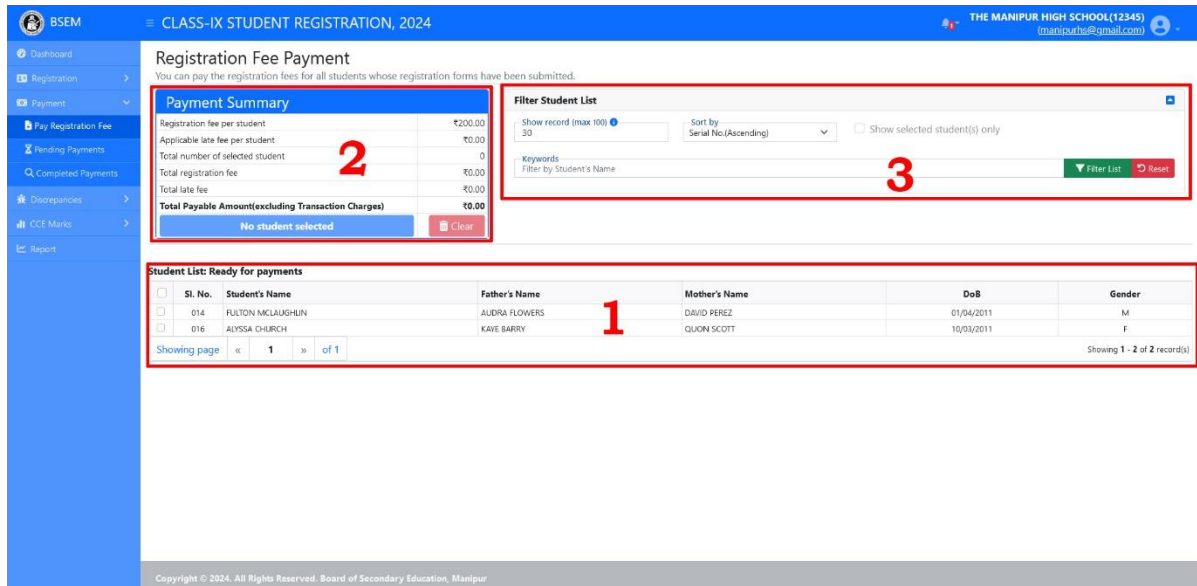 BSEM
CLASS-IX STUDENT REGISTRATION, 2024
THE MANIPUR HIGH SCHOOL(12345)
(manipurhs@gmail.com)
Dashboard
Registration
Payment
Pay Registration Fee
Pending Payments
Completed Payments
Discrepancies
CCE Marks
Report
Registration Fee Payment
You can pay the registration fees for all students whose registration forms have been submitted.
Payment Summary
Registration fee per student ₹200.00
Applicable late fee per student ₹0.00
Total number of selected student 0
Total registration fee ₹0.00
Total late fee ₹0.00
Total Payable Amount(excluding Transaction Charges) ₹0.00
No student selected Clear
2
Filter Student List
Show record (max 100)
30
Sort by
Serial No.(Ascending)
Show selected student(s) only
Keywords
Filter by Student's Name
Filter List Reset
3
Student List: Ready for payments
Sl. No. Student's Name Father's Name Mother's Name DoB Gender
014 FULTON MCLAUGHLIN AUDRA FLOWERS DAVID PEREZ 01/04/2011 M
016 ALYSSA CHURCH KAYE BARRY QUON SCOTT 10/03/2011 F
1
Showing page « 1 » of 1 Showing 1 - 2 of 2 record(s)
Copyright © 2024. All Rights Reserved. Board of Secondary Education, Manipur